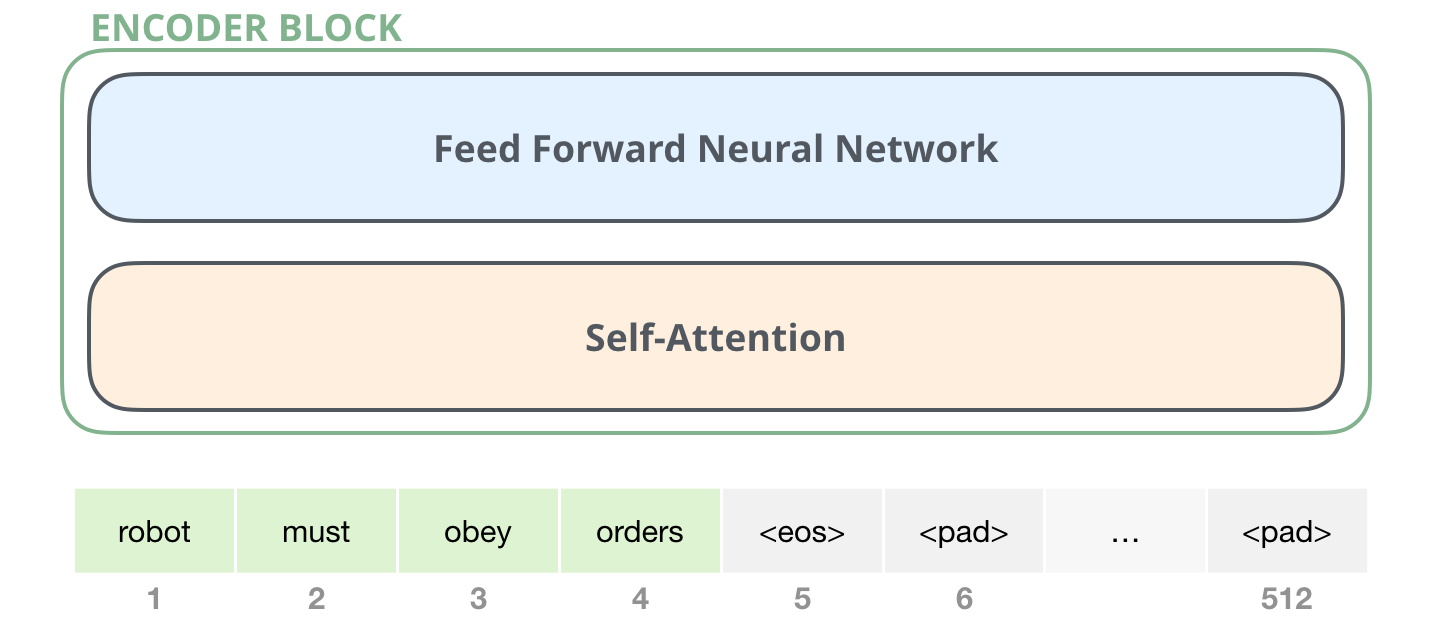 ENCODER BLOCK
Feed Forward Neural Network
Self-Attention
robot must obey orders <eos> <pad> ... <pad>
1 2 3 4 5 6 512